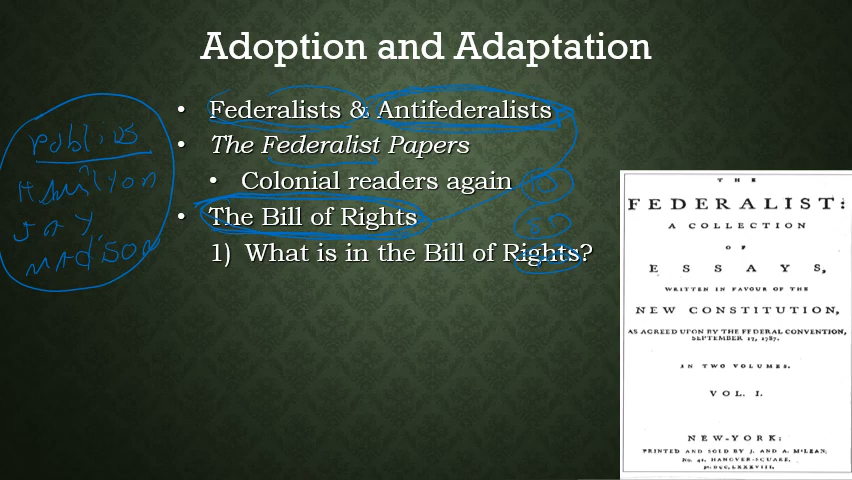 Adoption and Adaptation
• Federalists & Antifederalists
• The Federalist Papers
• Colonial readers again
• The Bill of Rights
1) What is in the Bill of Rights?
Publius
Hamilton
Jay
Madison
THE
FEDERALIST:
A COLLECTION
OF
ESSAYS,
WRITTEN IN FAVOUR OF THE
NEW CONSTITUTION,
AS AGREED UPON BY THE FEDERAL CONVENTION,
SEPTEMBER 17, 1787.
IN TWO VOLUMES.
VOL. I.
NEW-YORK:
PRINTED AND SOLD BY J. AND A. M'LEAN,
No. 41, HANOVER-SQUARE,
M,DCC,LXXXVIII.